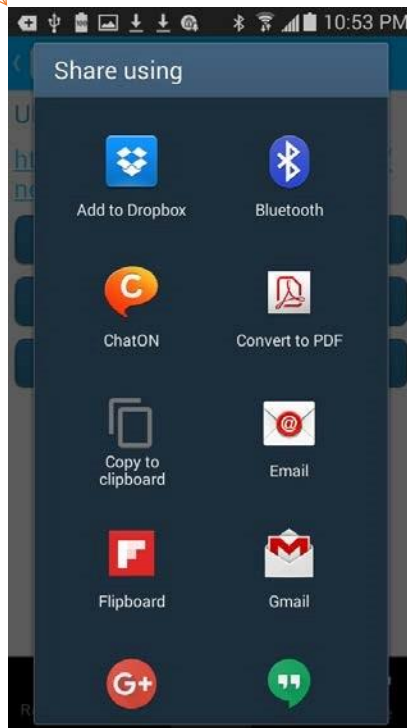 10:53 PM
Share using
Add to Dropbox
Bluetooth
C
ChatON
Convert to PDF
Copy to
clipboard
@
Email
Flipboard
Gmail
G+